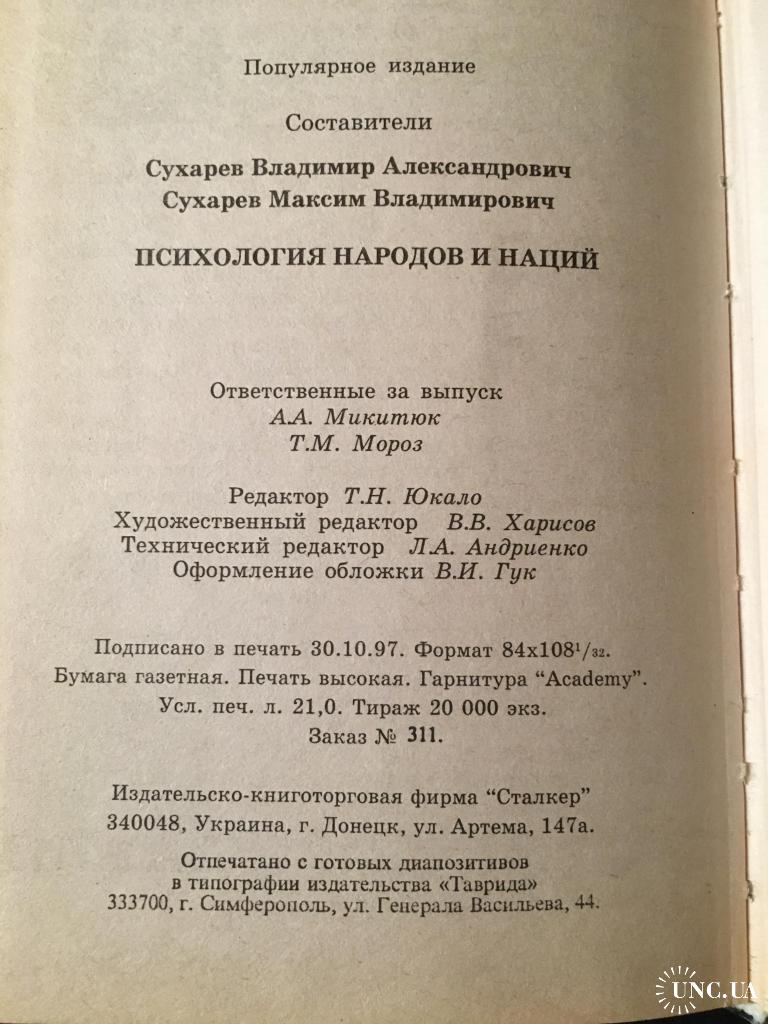 Популярное издание
Составители
Сухарев Владимир Александрович
Сухарев Максим Владимирович
ПСИХОЛОГИЯ НАРОДОВ И НАЦИЙ
Ответственные за выпуск
А.А. Микитюк
Т.М. Мороз
Редактор Т.Н. Юкало
Художественный редактор В.В. Харисов
Технический редактор Л.А. Андриенко
Оформление обложки В.И. Гук
Подписано в печать 30.10.97. Формат 84х108¹/₃₂.
Бумага газетная. Печать высокая. Гарнитура “Academy”.
Усл. печ. л. 21,0. Тираж 20 000 экз.
Заказ № 311.
Издательско-книготорговая фирма “Сталкер”
340048, Украина, г. Донецк, ул. Артема, 147а.
Отпечатано с готовых диапозитивов
в типографии издательства «Таврида»
333700, г. Симферополь, ул. Генерала Васильева, 44.
UNC.UA